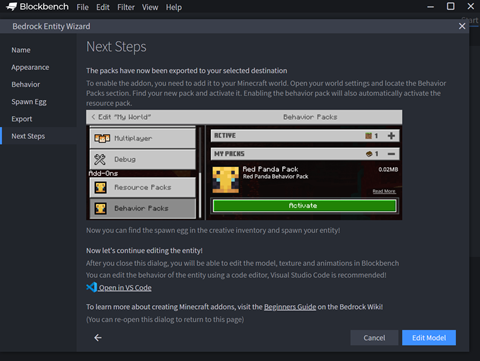 Blockbench File Edit Filter View Help
Bedrock Entity Wizard
Name
Appearance
Behavior
Spawn Egg
Export
Next Steps
Next Steps
The packs have now been exported to your selected destination
To enable the addon, you need to add it to your Minecraft world. Open your world settings and locate the Behavior
Packs section. Find your new pack and activate it. Enabling the behavior pack will also automatically activate the
resource pack.
< Edit "My World"
Behavior Packs
Multiplayer
Debug
Add-Ons
Resource Packs
Behavior Packs
ACTIVE 1 +
MY PACKS 1 −
Red Panda Pack 0.02MB
Red Panda Behavior Pack
Read More
Activate
Now you can find the spawn egg in the creative inventory and spawn your entity!
Now let's continue editing the entity!
After you close this dialog, you will be able to edit the model, texture and animations in Blockbench
You can edit the behavior of the entity using a code editor, Visual Studio Code is recommended!
Open in VS Code
To learn more about creating Minecraft addons, visit the Beginners Guide on the Bedrock Wiki!
(You can re-open this dialog to return to this page)
Cancel
Edit Model